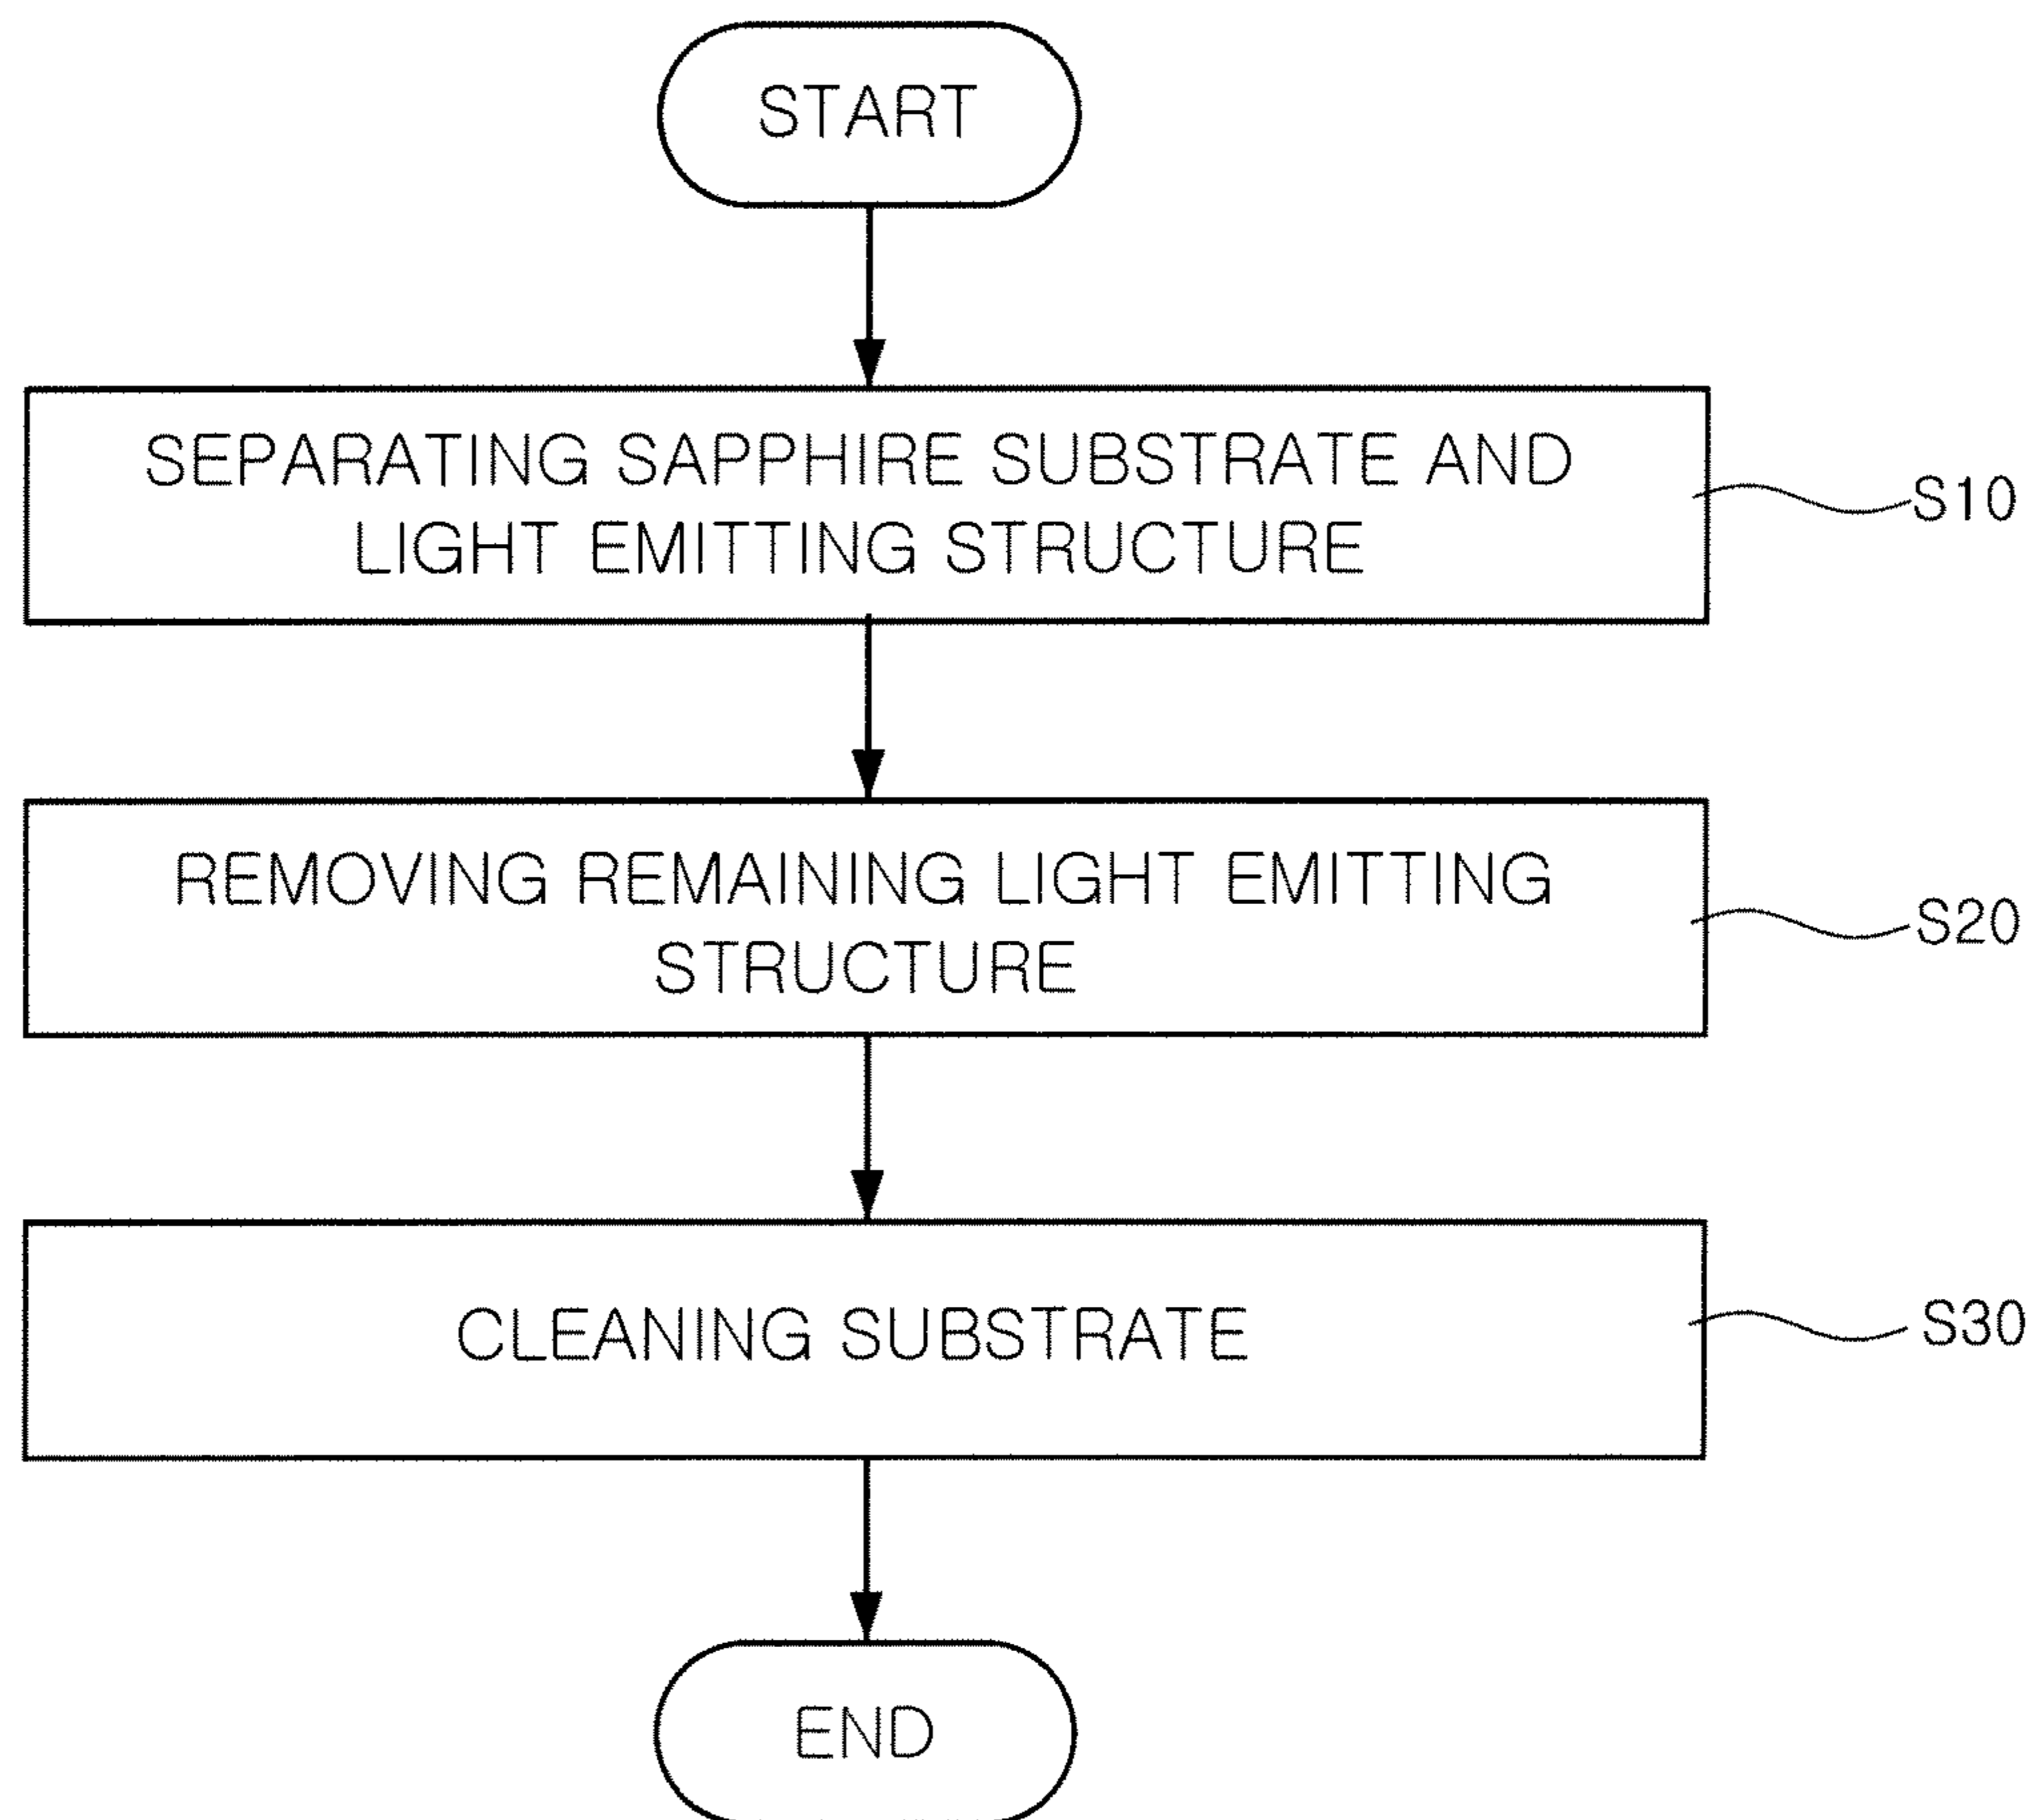 START
SEPARATING SAPPHIRE SUBSTRATE AND
LIGHT EMITTING STRUCTURE
S10
REMOVING REMAINING LIGHT EMITTING
STRUCTURE
S20
CLEANING SUBSTRATE
S30
END